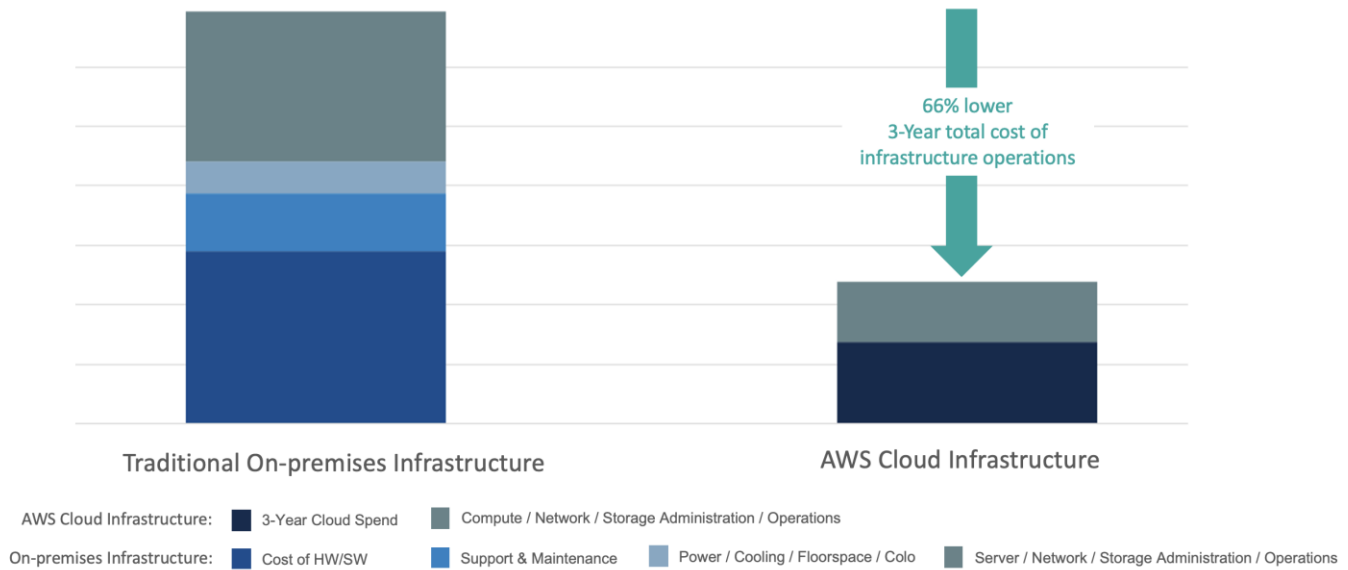 66% lower
3-Year total cost of
infrastructure operations
Traditional On-premises Infrastructure
AWS Cloud Infrastructure
AWS Cloud Infrastructure: 3-Year Cloud Spend Compute / Network / Storage Administration / Operations
On-premises Infrastructure: Cost of HW/SW Support & Maintenance Power / Cooling / Floorspace / Colo Server / Network / Storage Administration / Operations